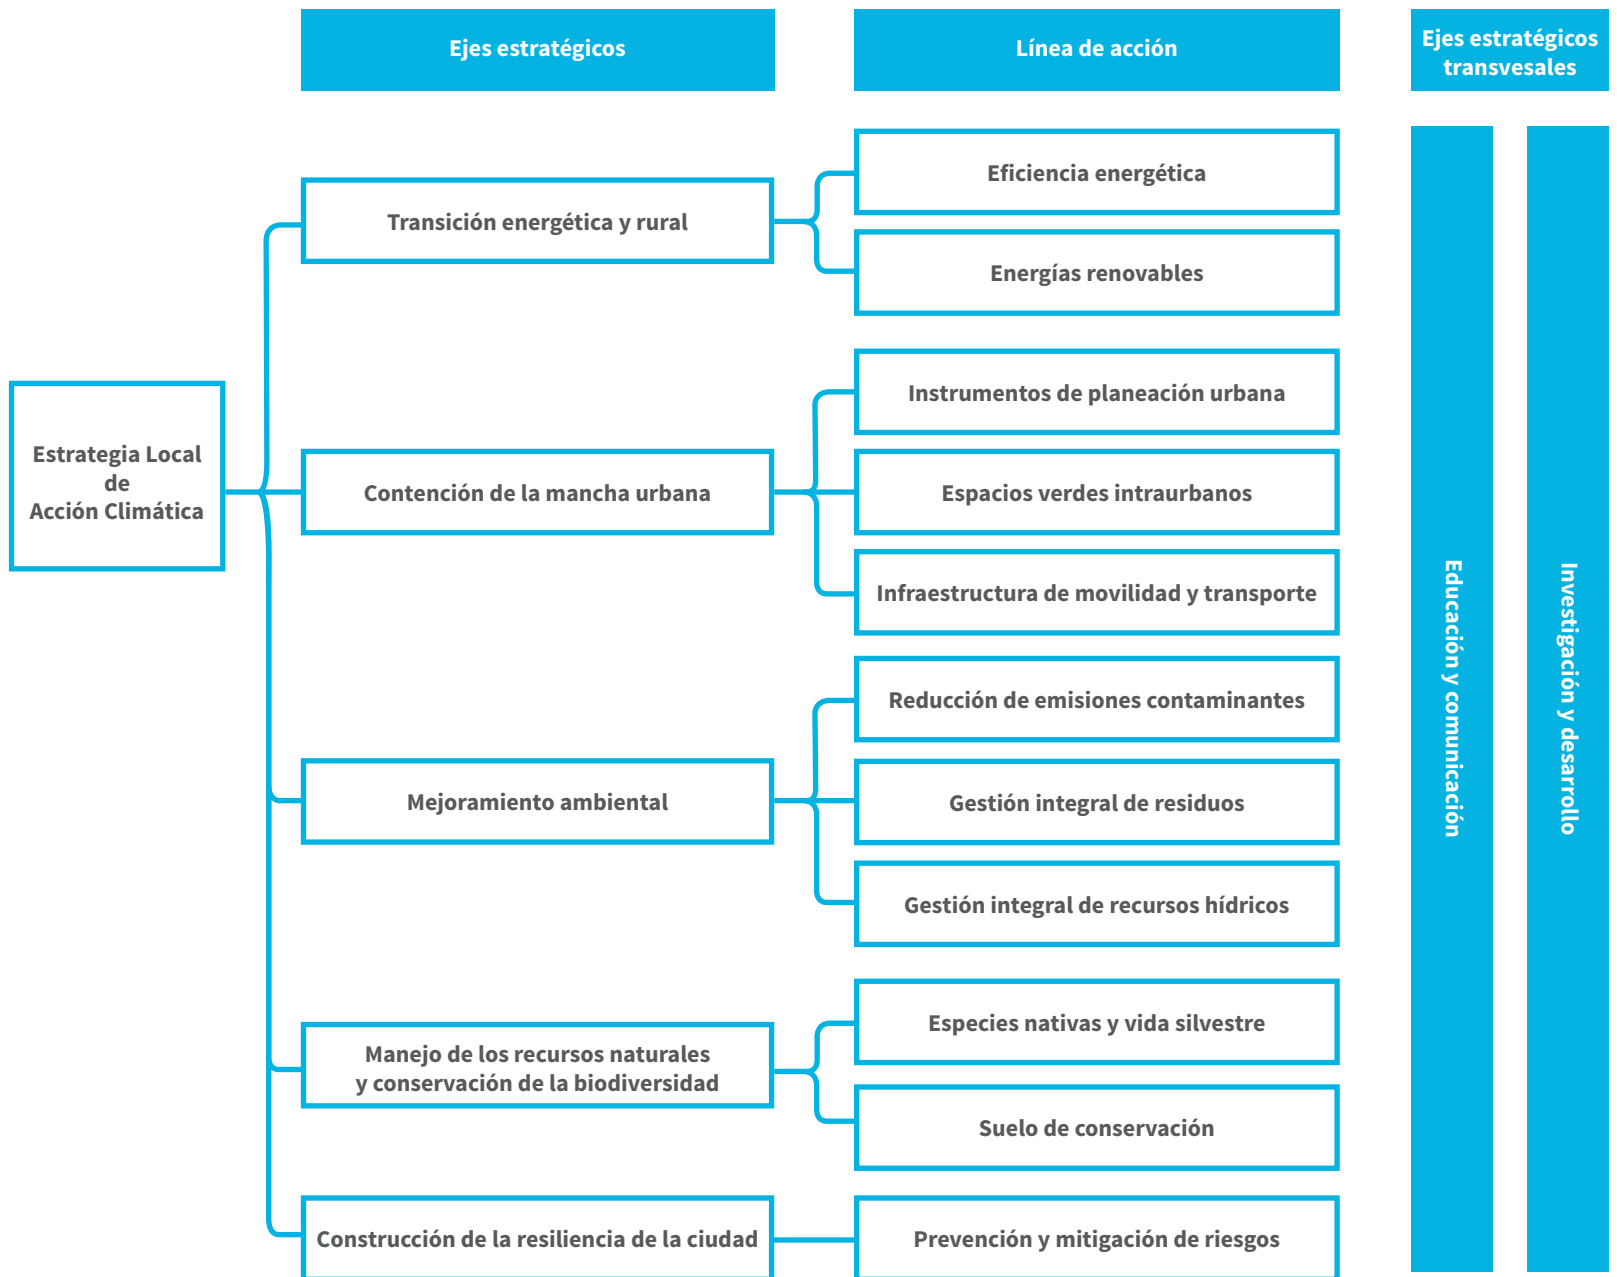 Ejes estratégicos
Línea de acción
Ejes estratégicos
transvesales
Estrategia Local
de
Acción Climática
Transición energética y rural
Eficiencia energética
Energías renovables
Contención de la mancha urbana
Instrumentos de planeación urbana
Espacios verdes intraurbanos
Infraestructura de movilidad y transporte
Mejoramiento ambiental
Reducción de emisiones contaminantes
Gestión integral de residuos
Gestión integral de recursos hídricos
Manejo de los recursos naturales
y conservación de la biodiversidad
Especies nativas y vida silvestre
Suelo de conservación
Construcción de la resiliencia de la ciudad
Prevención y mitigación de riesgos
Educación y comunicación
Investigación y desarrollo